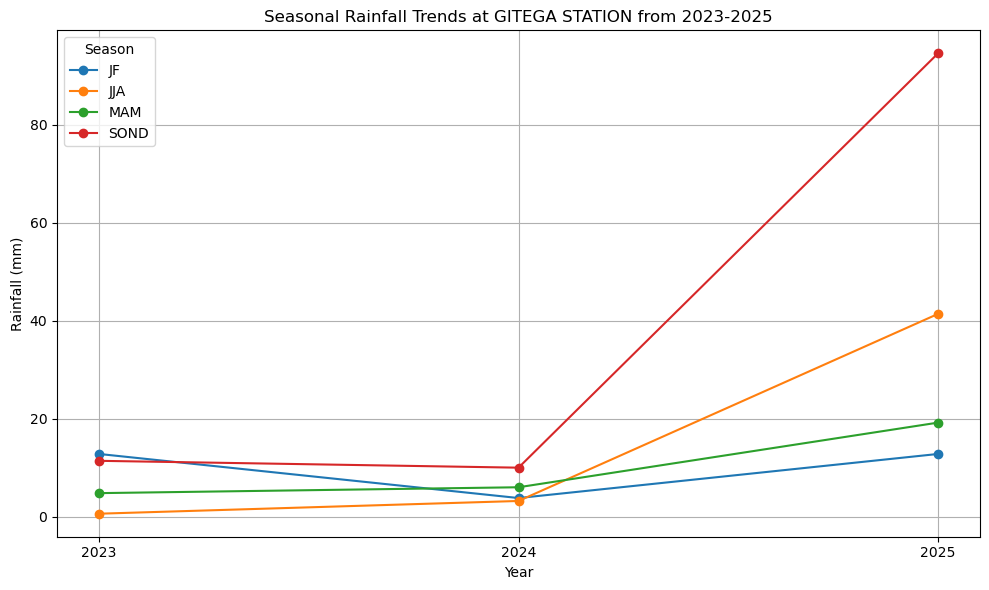 Seasonal Rainfall Trends at GITEGA STATION from 2023-2025
Season
JF
JJA
MAM
SOND
80
60
40
20
0
Rainfall (mm)
2023
2024
2025
Year